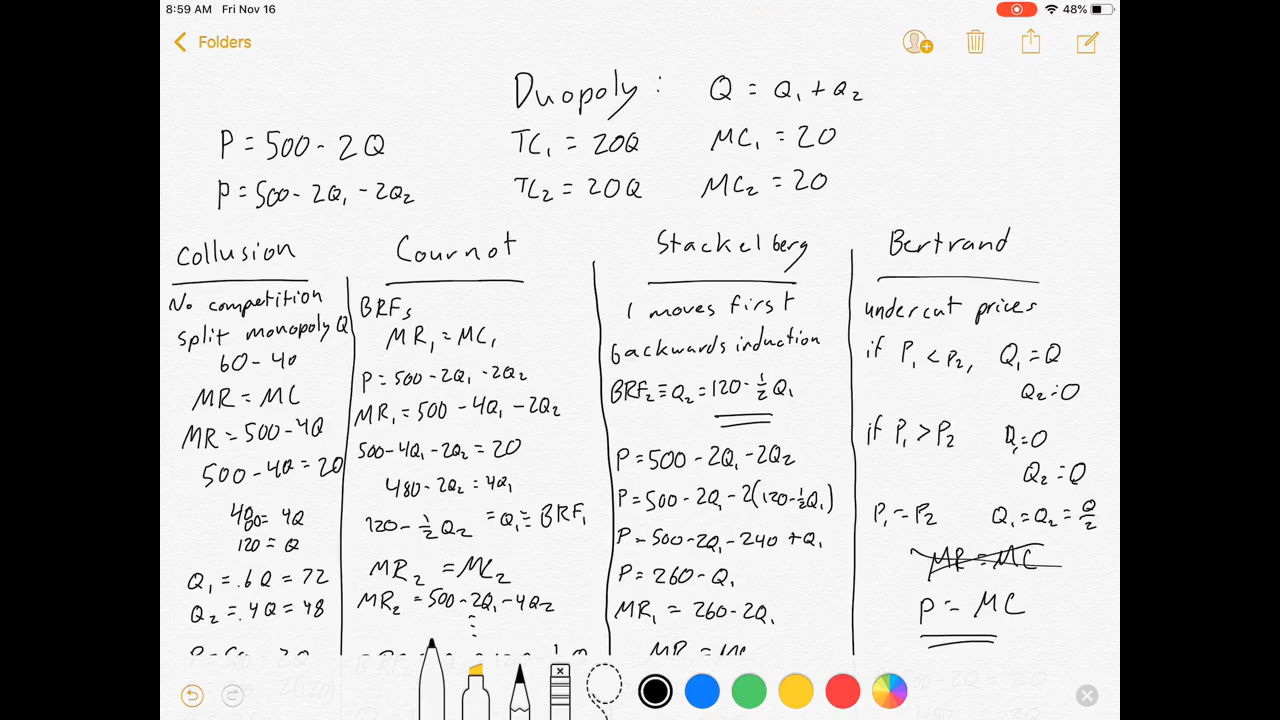 8:59 AM Fri Nov 16
48%
Folders
Duopoly: Q = Q₁ + Q₂
P = 500 - 2Q TC₁ = 20Q MC₁ = 20
P = 500 - 2Q₁ - 2Q₂ TC₂ = 20Q MC₂ = 20
Collusion
No competition
split monopoly Q
60 - 40
MR = MC
MR = 500 - 4Q
500 - 4Q = 20
480 = 4Q
120 = Q
Q₁ = .6Q = 72
Q₂ = .4Q = 48
Cournot
BRFs
MR₁ = MC₁
P = 500 - 2Q₁ - 2Q₂
MR₁ = 500 - 4Q₁ - 2Q₂
500 - 4Q₁ - 2Q₂ = 20
480 - 2Q₂ = 4Q₁
120 - ½Q₂ = Q₁ ≡ BRF₁
MR₂ = MC₂
MR₂ = 500 - 2Q₁ - 4Q₂
Stackelberg
1 moves first
backwards induction
BRF₂ ≡ Q₂ = 120 - ½Q₁
P = 500 - 2Q₁ - 2Q₂
P = 500 - 2Q₁ - 2(120 - ½Q₁)
P = 500 - 2Q₁ - 240 + Q₁
P = 260 - Q₁
MR₁ = 260 - 2Q₁
MR₁ = MC₁
Bertrand
undercut prices
if P₁ < P₂, Q₁ = Q
Q₂ = 0
if P₁ > P₂ Q₁ = 0
Q₂ = Q
P₁ = P₂ Q₁ = Q₂ = Q/2
MR = MC
P = MC